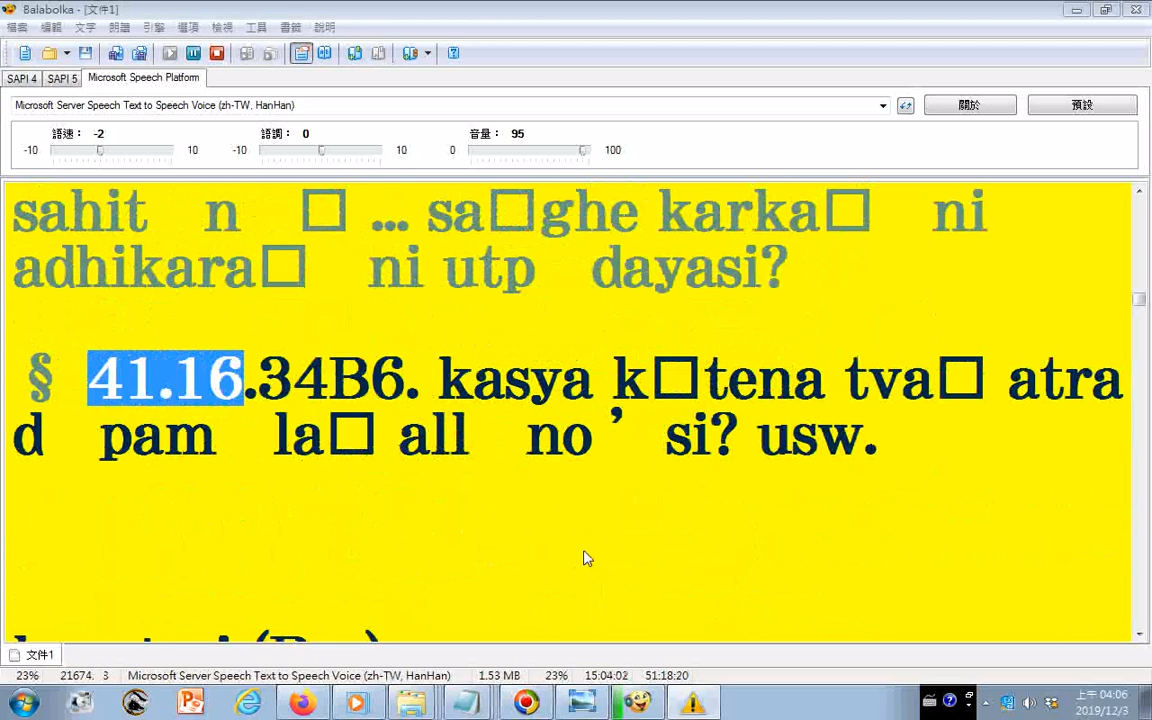 Balabolka - [文件1]
檔案 編輯 文字 朗讀 引擎 選項 檢視 工具 書籤 說明
SAPI 4 SAPI 5 Microsoft Speech Platform
Microsoft Server Speech Text to Speech Voice (zh-TW, HanHan) 關於 預設
語速： -2 語調： 0 音量： 95
-10 10 -10 10 0 100
sahit n □ ... sa□ghe karka□ ni
adhikara□ ni utp dayasi?
§ 41.16.34B6. kasya k□tena tva□ atra
d pam la□ all no ’ si? usw.
文件1
23% 21674. 3 Microsoft Server Speech Text to Speech Voice (zh-TW, HanHan) 1.53 MB 23% 15:04:02 51:18:20
上午 04:06
2019/12/3